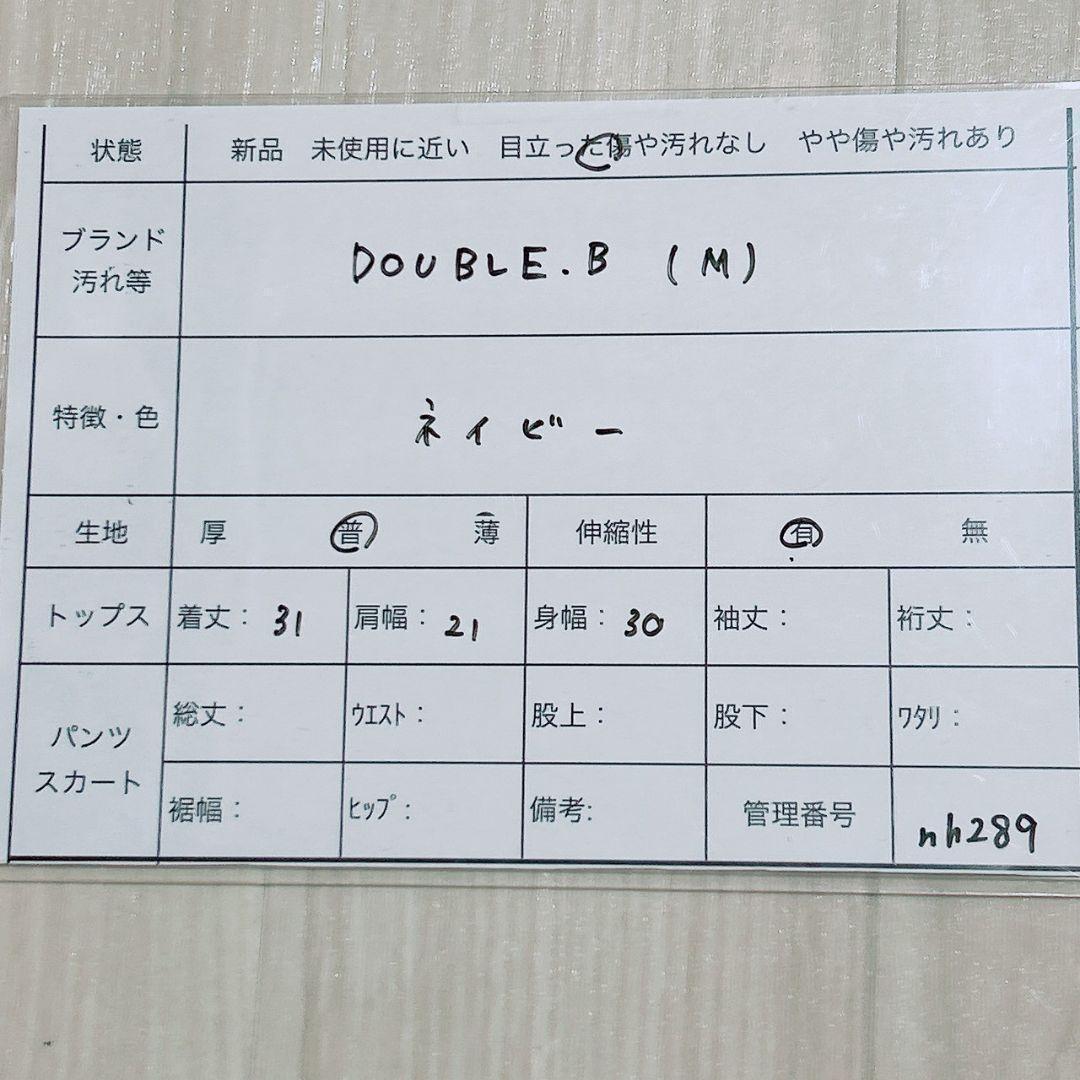 状態 新品 未使用に近い 目立った傷や汚れなし やや傷や汚れあり
ブランド
汚れ等
DOUBLE.B (M)
特徴・色 ネイビー
生地 厚 普 薄 伸縮性 有 無
トップス 着丈：31 肩幅：21 身幅：30 袖丈： 裄丈：
パンツ
スカート
総丈： ｳｴｽﾄ： 股上： 股下： ﾜﾀﾘ：
裾幅： ﾋｯﾌﾟ： 備考: 管理番号 nh289